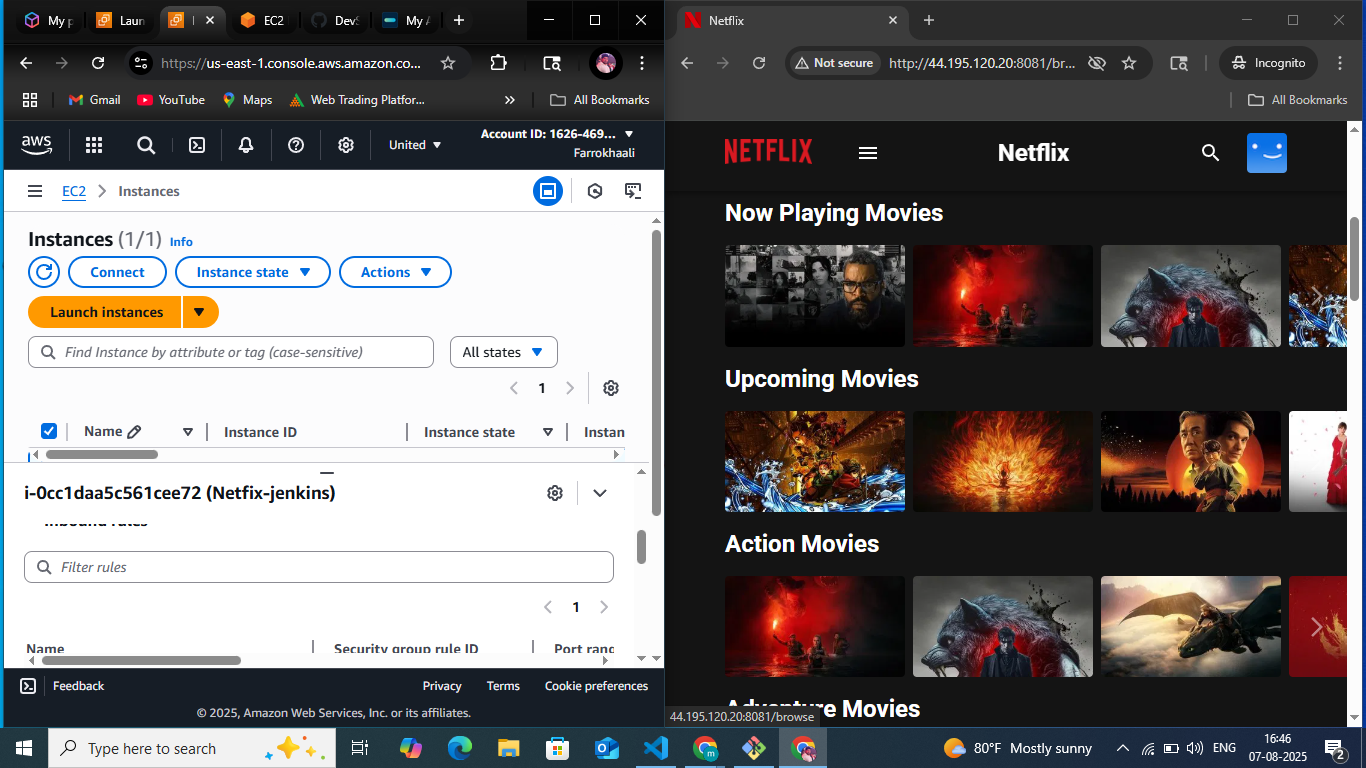 My p
Laun
EC2
DevS
My A
https://us-east-1.console.aws.amazon.co...
Gmail
YouTube
Maps
Web Trading Platfor...
»
All Bookmarks
aws
United
Account ID: 1626-469...
Farrokhaali
EC2
Instances
Instances (1/1) Info
Connect
Instance state
Actions
Launch instances
Find Instance by attribute or tag (case-sensitive)
All states
1
Name
Instance ID
Instance state
Instan
i-0cc1daa5c561cee72 (Netfix-jenkins)
Inbound rules
Filter rules
1
Name
Security group rule ID
Port rang
Feedback
Privacy
Terms
Cookie preferences
© 2025, Amazon Web Services, Inc. or its affiliates.
Netflix
Not secure
http://44.195.120.20:8081/br...
Incognito
All Bookmarks
NETFLIX
Netflix
Now Playing Movies
Upcoming Movies
Action Movies
Adventure Movies
44.195.120.20:8081/browse
Type here to search
80°F Mostly sunny
ENG
16:46
07-08-2025
2